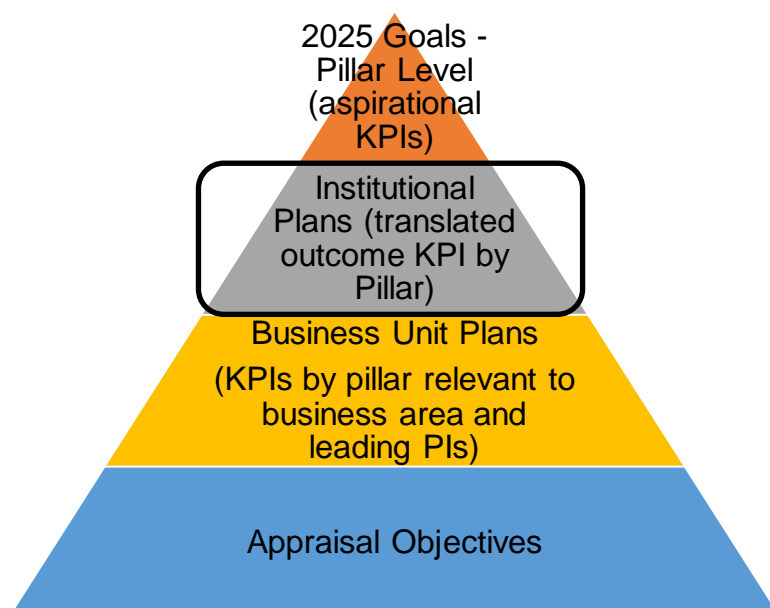 2025 Goals -
Pillar Level
(aspirational
KPIs)
Institutional
Plans (translated
outcome KPI by
Pillar)
Business Unit Plans
(KPIs by pillar relevant to
business area and
leading PIs)
Appraisal Objectives